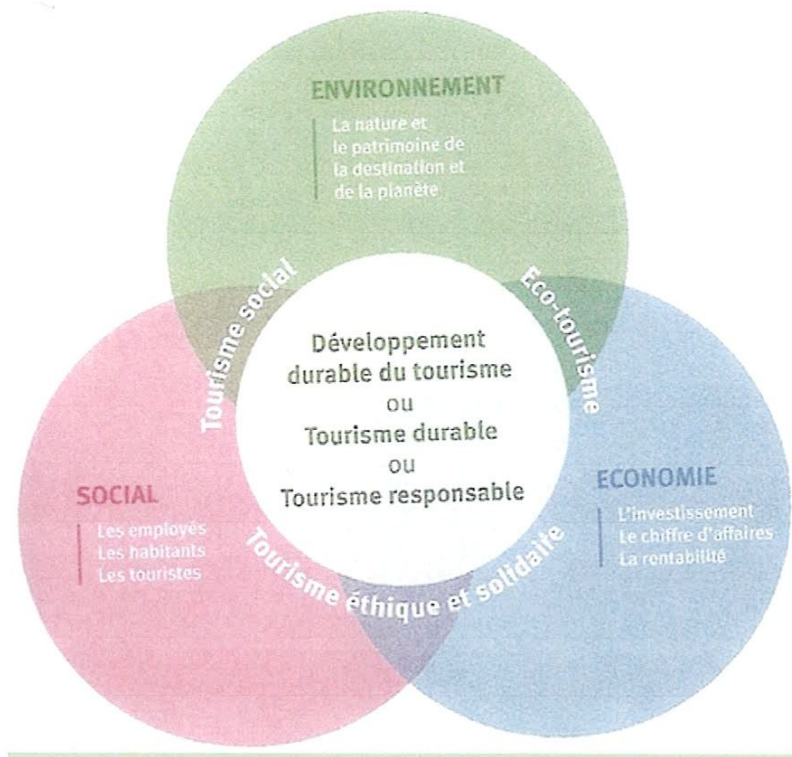 ENVIRONNEMENT
La nature et
le patrimoine de
la destination et
de la planète
Tourisme social
Eco-tourisme
Développement
durable du tourisme
ou
Tourisme durable
ou
Tourisme responsable
SOCIAL
Les employés
Les habitants
Les touristes
ECONOMIE
L'investissement
Le chiffre d'affaires
La rentabilité
Tourisme éthique et solidaite